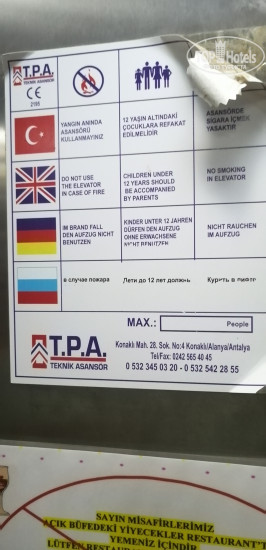 TopHotels
T.P.A.
TEKNİK ASANSÖR
CE
2195
YANGIN ANINDA
ASANSÖRÜ
KULLANMAYINIZ
12 YAŞIN ALTINDAKİ
ÇOCUKLARA REFAKAT
EDİLMELİDİR
ASANSÖRDE
SİGARA İÇMEK
YASAKTIR
DO NOT USE
THE ELEVATOR
IN CASE OF FIRE
CHILDREN UNDER
12 YEARS SHOULD
BE ACCOMPANIED
BY PARENTS
NO SMOKING
IN ELEVATOR
IM BRAND FALL
DEN AUFZUG NICHT
BENUTZEN
KINDER UNTER 12 JAHREN
DÜRFEN DEN AUFZUG
OHNE ERWACHSENE
NICHT BENUTZEN
NICHT RAUCHEN
IM AUFZUG
в случае пожара
Дети до 12 лет должны
Курить в лифте
MAX.:
People
T.P.A.
TEKNİK ASANSÖR
Konaklı Mah. 28. Sok. No:4 Konaklı/Alanya/Antalya
Tel/Fax: 0242 565 40 45
0 532 345 03 20 - 0 532 542 28 55
SAYIN MİSAFİRLERİMİZ,
AÇIK BÜFEDEKİ YİYECEKLER RESTAURANT'T
YEMENİZ İÇİNDİR
LÜTFEN RESTAURA